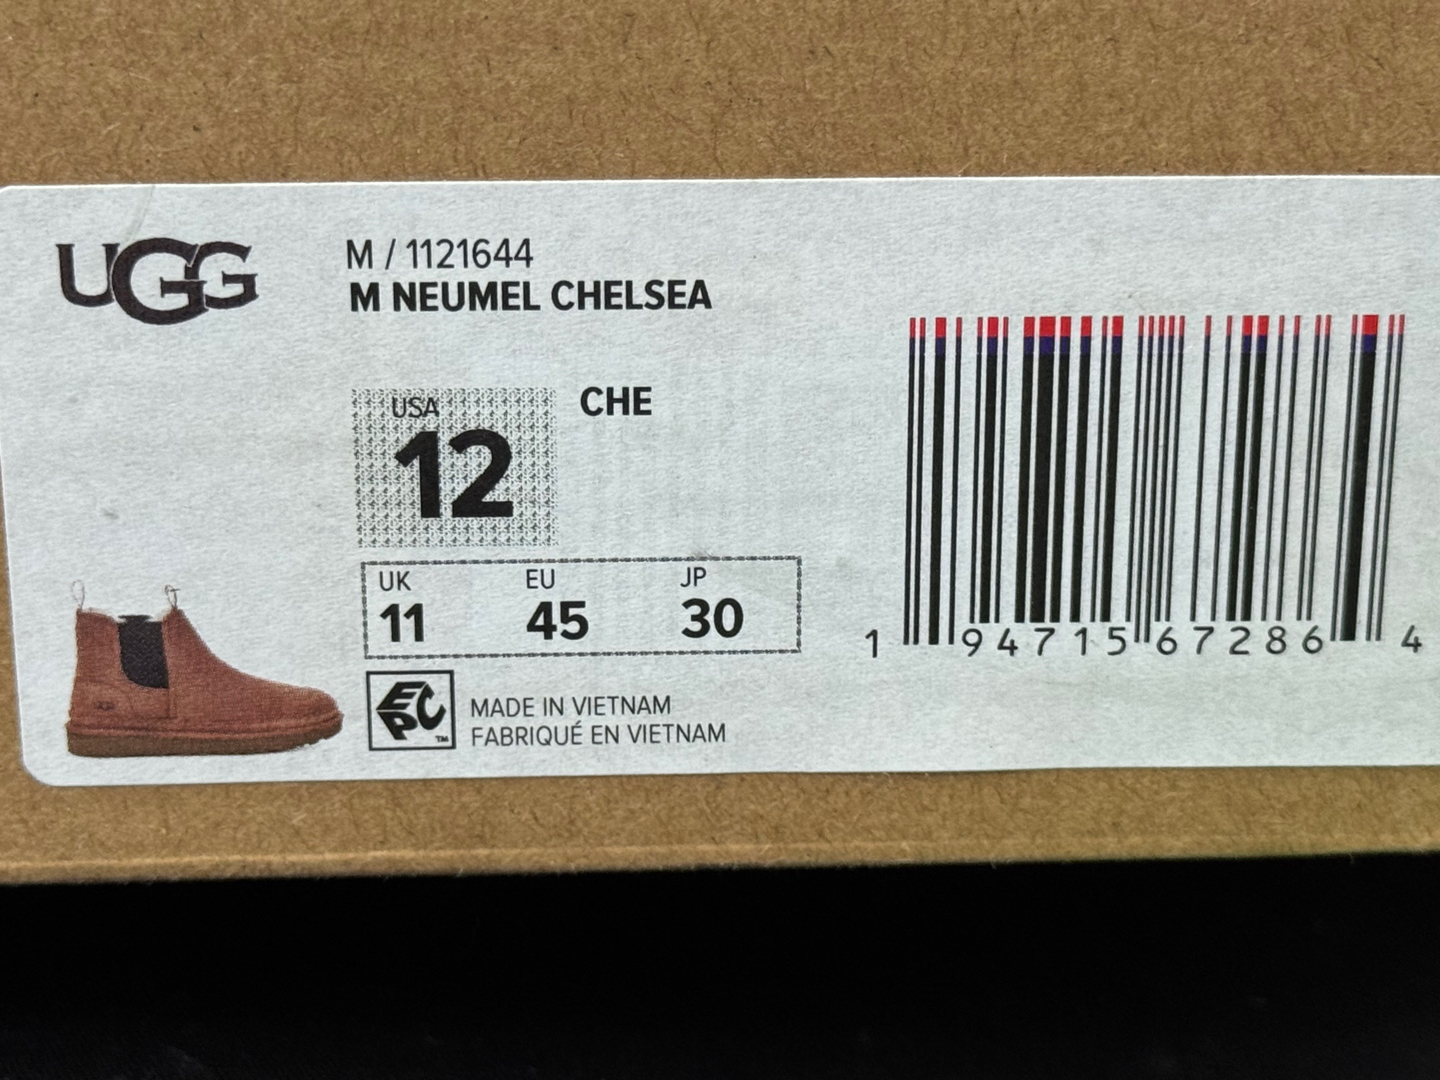 UGG
M / 1121644
M NEUMEL CHELSEA
USA
12
CHE
UK EU JP
11 45 30
EPC™
MADE IN VIETNAM
FABRIQUÉ EN VIETNAM
1 94715 67286 4